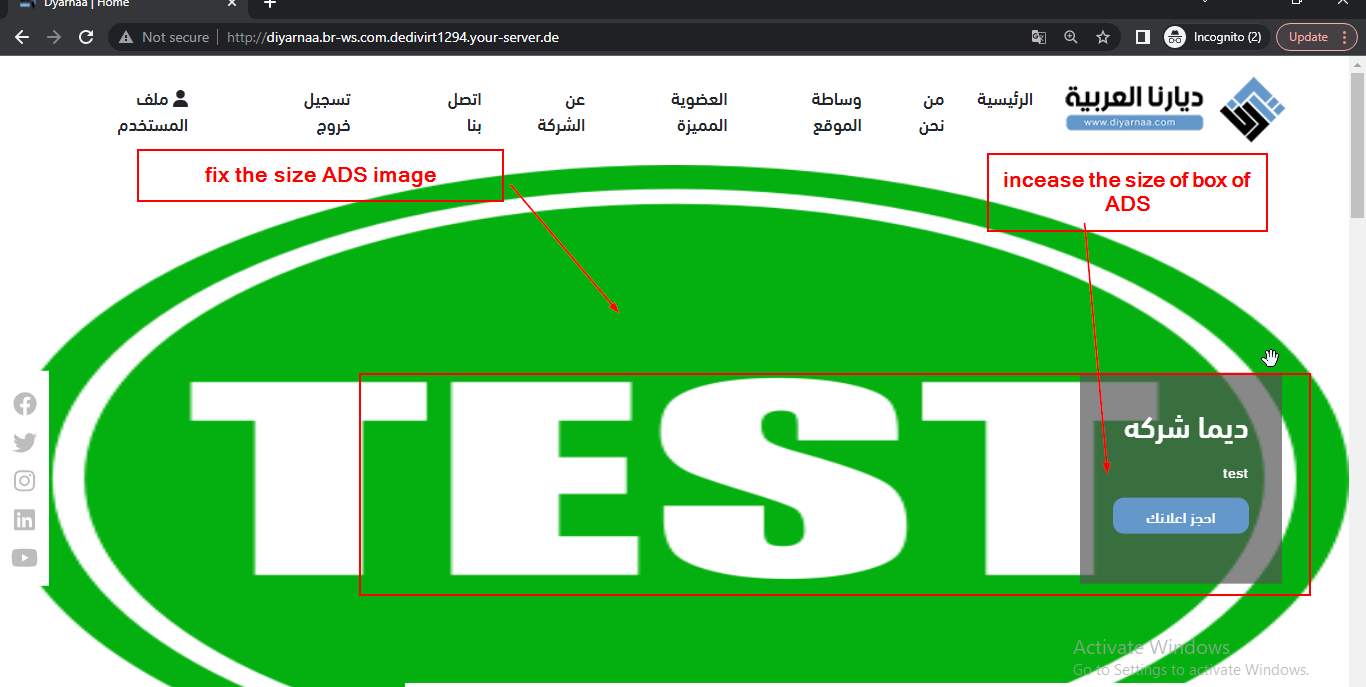 Dyarnaa | Home
Not secure
http://diyarnaa.br-ws.com.dedivirt1294.your-server.de
Incognito (2)
Update
ديارنا العربية
www.diyarnaa.com
الرئيسية
من نحن
وساطة الموقع
العضوية المميزة
عن الشركة
اتصل بنا
تسجيل خروج
ملف المستخدم
fix the size ADS image
incease the size of box of
ADS
TEST
ديما شركه
test
احجز اعلانك
Activate Windows
Go to Settings to activate Windows.